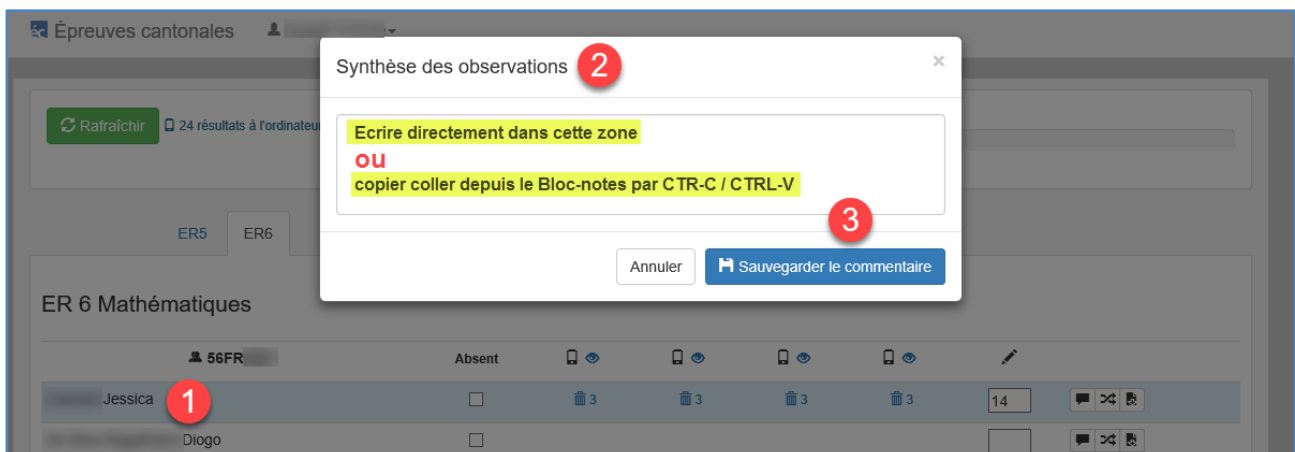 éc Épreuves cantonales
Synthèse des observations 2 ×
Rafraîchir 24 résultats à l'ordinateur
Ecrire directement dans cette zone
ou
copier coller depuis le Bloc-notes par CTR-C / CTRL-V
3
ER5 ER6
Annuler Sauvegarder le commentaire
ER 6 Mathématiques
56FR Absent
Jessica 1 3 3 3 3 14
Diogo